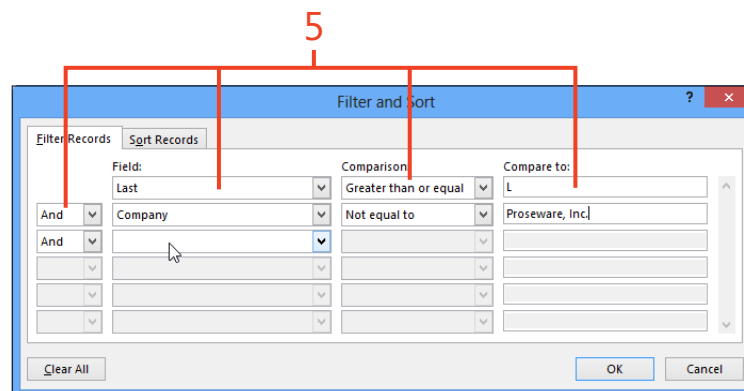 5
Filter and Sort ? ×
Filter Records Sort Records
Field: Comparison: Compare to:
Last Greater than or equal L
And Company Not equal to Proseware, Inc.
And
Clear All OK Cancel